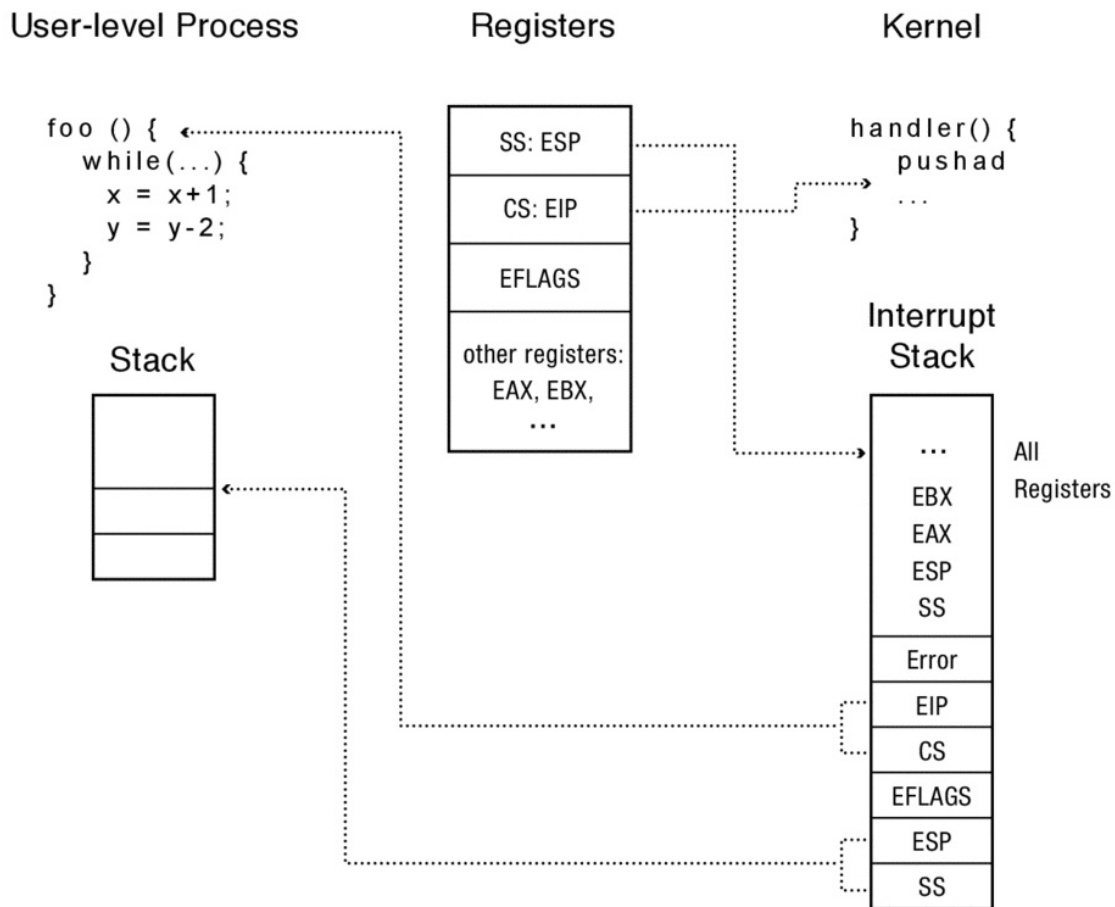 User-level Process
Registers
Kernel
foo () {
while(...) {
x = x+1;
y = y-2;
}
}
Stack
SS: ESP
CS: EIP
EFLAGS
other registers:
EAX, EBX,
...
handler() {
pushad
...
}
Interrupt
Stack
...
EBX
EAX
ESP
SS
All
Registers
Error
EIP
CS
EFLAGS
ESP
SS